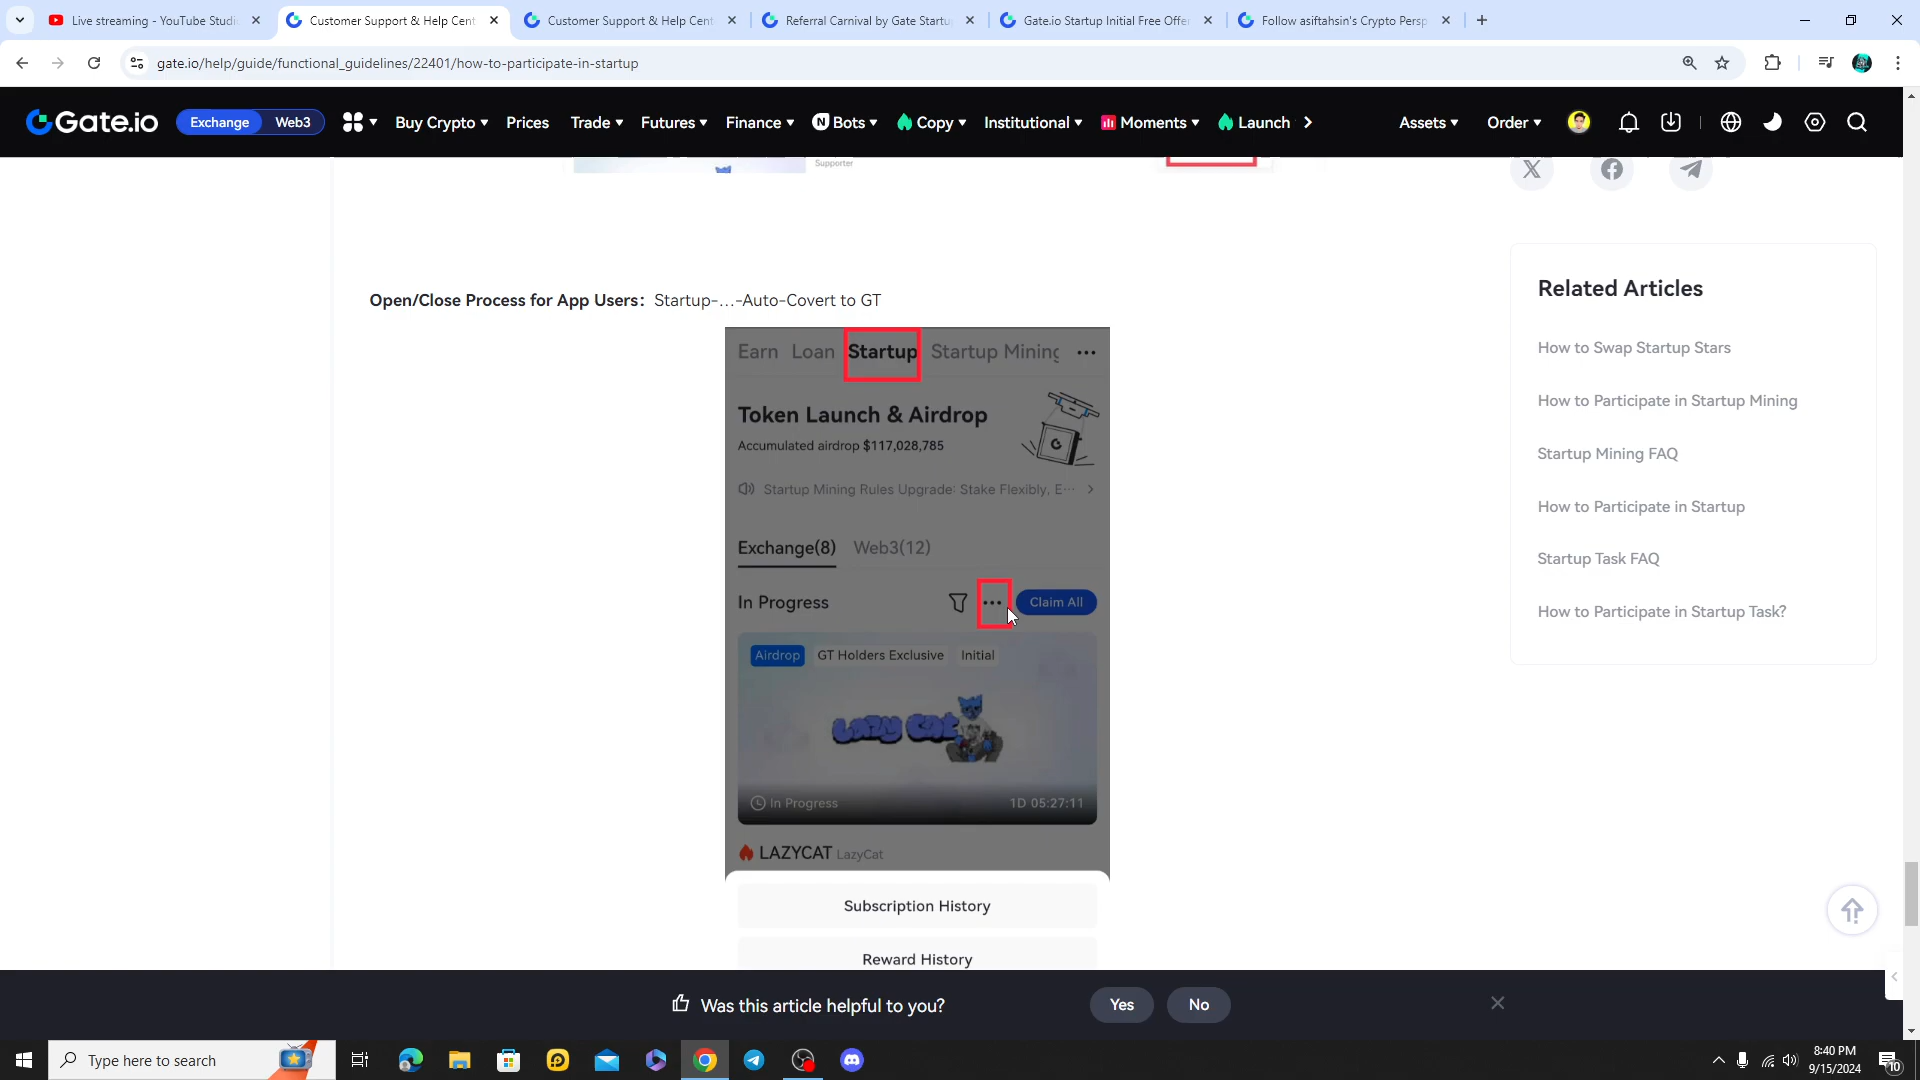 Live streaming - YouTube Studi
Customer Support & Help Cent
Customer Support & Help Cent
Referral Carnival by Gate Startu
Gate.io Startup Initial Free Offe
Follow asiftahsin's Crypto Persp
gate.io/help/guide/functional_guidelines/22401/how-to-participate-in-startup
Gate.io
Exchange
Web3
Buy Crypto
Prices
Trade
Futures
Finance
Bots
Copy
Institutional
Moments
Launch
Assets
Order
Supporter
Open/Close Process for App Users: Startup-...-Auto-Covert to GT
Earn Loan Startup Startup Mining
Token Launch & Airdrop
Accumulated airdrop $117,028,785
Startup Mining Rules Upgrade: Stake Flexibly, E···
Exchange(8) Web3(12)
In Progress
Claim All
Airdrop GT Holders Exclusive Initial
Lazy Cat
In Progress 1D 05:27:11
LAZYCAT LazyCat
Subscription History
Reward History
Related Articles
How to Swap Startup Stars
How to Participate in Startup Mining
Startup Mining FAQ
How to Participate in Startup
Startup Task FAQ
How to Participate in Startup Task?
Was this article helpful to you?
Yes
No
Type here to search
8:40 PM
9/15/2024
10